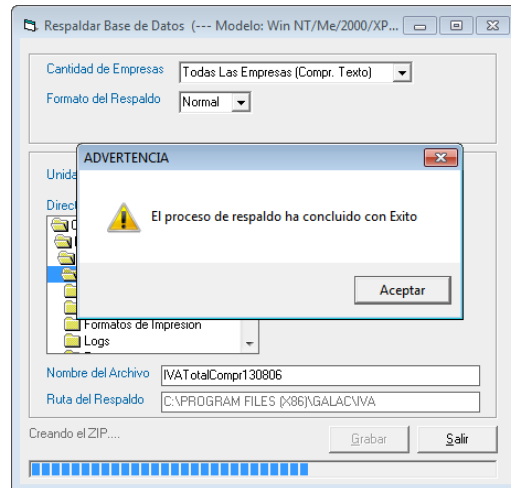 Respaldar Base de Datos (--- Modelo: Win NT/Me/2000/XP...
Cantidad de Empresas Todas Las Empresas (Compr. Texto)
Formato del Respaldo Normal
ADVERTENCIA
El proceso de respaldo ha concluido con Exito
Aceptar
Formatos de Impresion
Logs
Nombre del Archivo IVATotalCompr130806
Ruta del Respaldo C:\PROGRAM FILES (X86)\GALAC\IVA
Creando el ZIP....
Grabar
Salir